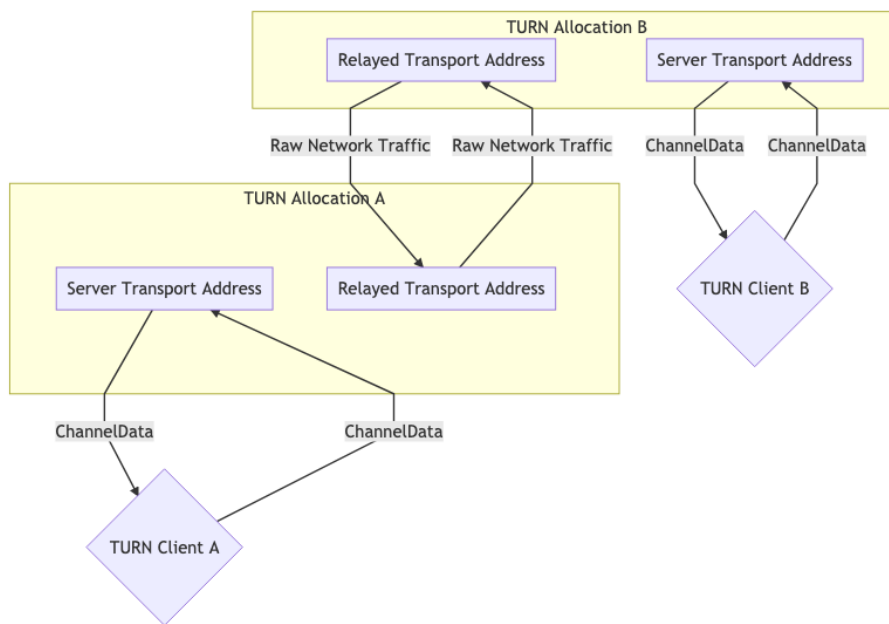 TURN Allocation B
Relayed Transport Address
Server Transport Address
Raw Network Traffic
Raw Network Traffic
ChannelData
ChannelData
TURN Allocation A
Server Transport Address
Relayed Transport Address
TURN Client B
ChannelData
ChannelData
TURN Client A